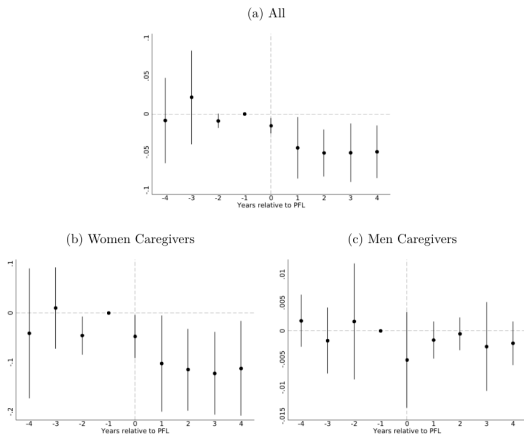 (a) All
.1
.05
0
-.05
-.1
-4 -3 -2 -1 0 1 2 3 4
Years relative to PFL
(b) Women Caregivers
.1
0
-.1
-.2
-4 -3 -2 -1 0 1 2 3 4
Years relative to PFL
(c) Men Caregivers
.01
.005
0
-.005
-.01
-.015
-4 -3 -2 -1 0 1 2 3 4
Years relative to PFL